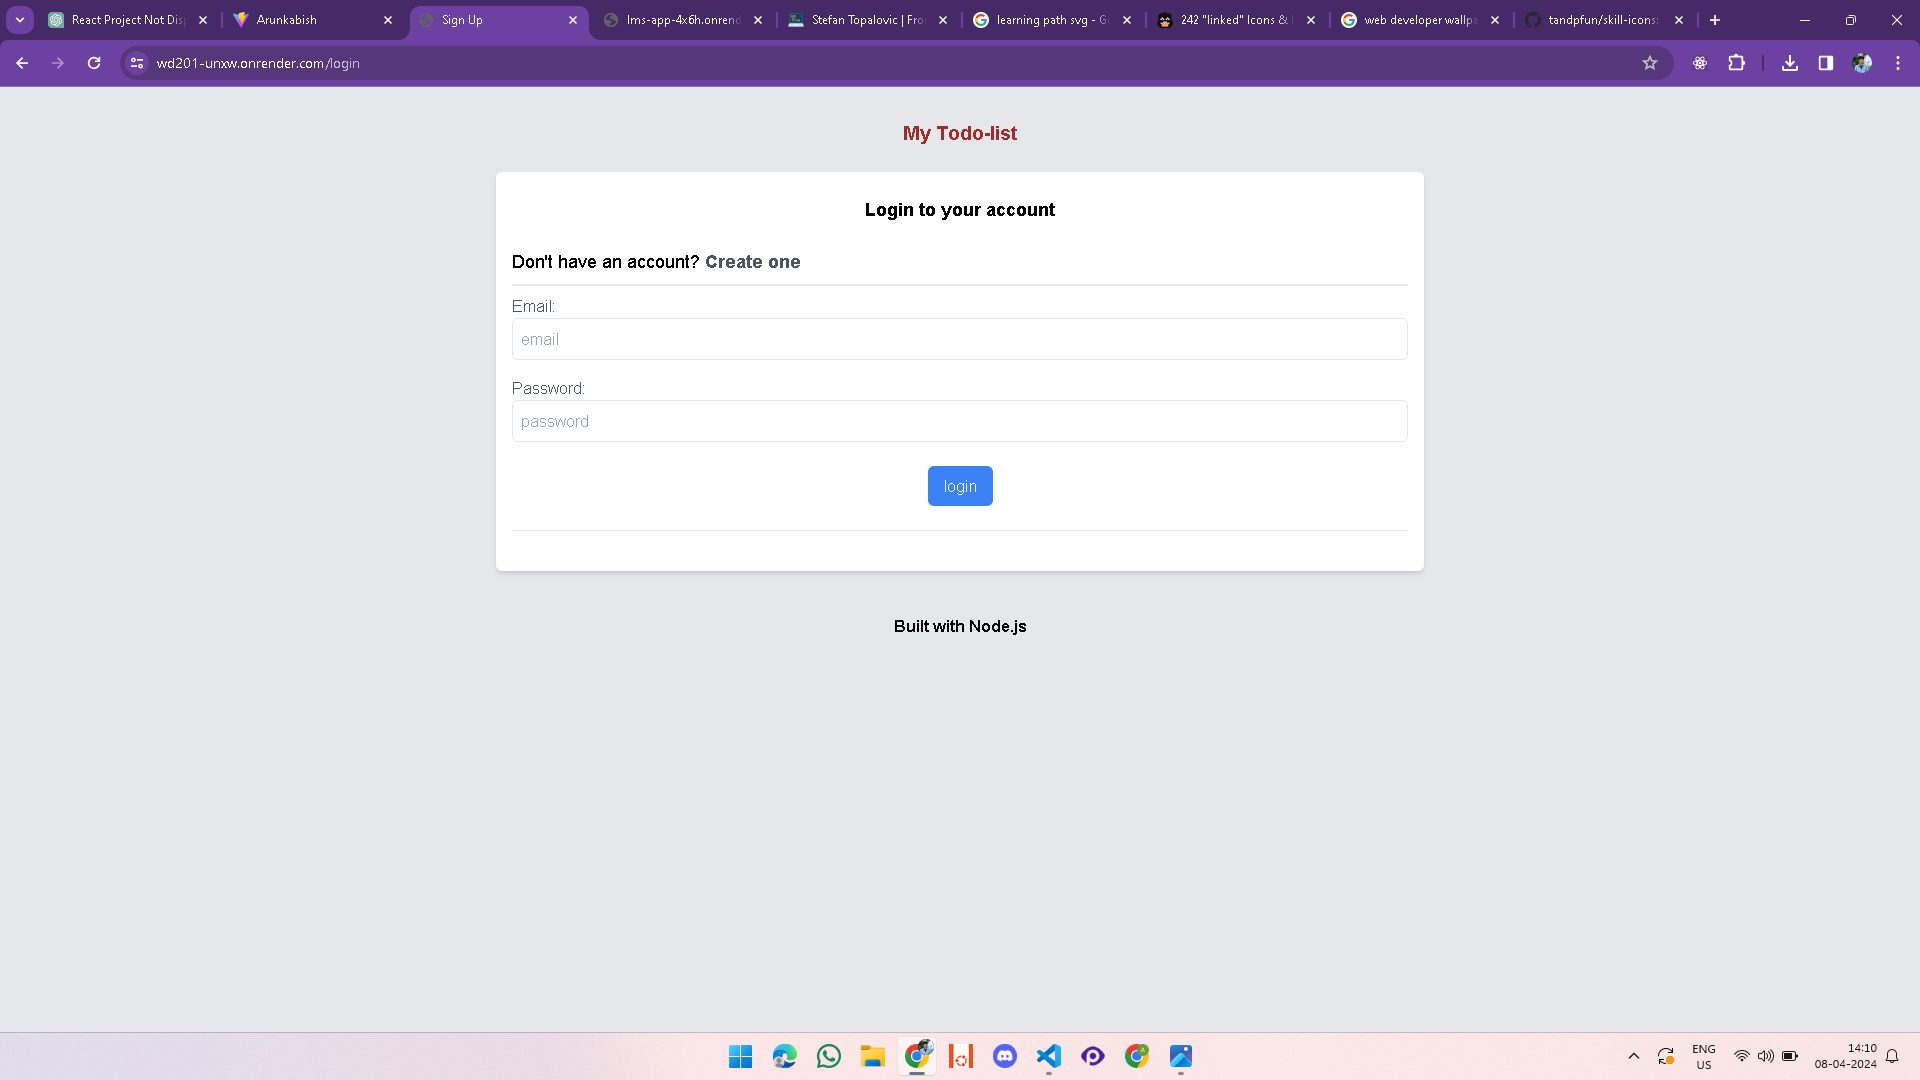 React Project Not Dis
Arunkabish
Sign Up
lms-app-4x6h.onrend
Stefan Topalovic | Fro
learning path svg - G
242 "linked" Icons &
web developer wallpa
tandpfun/skill-icons:
wd201-unxw.onrender.com/login
My Todo-list
Login to your account
Don't have an account? Create one
Email:
email
Password:
password
login
Built with Node.js
ENG
US
14:10
08-04-2024